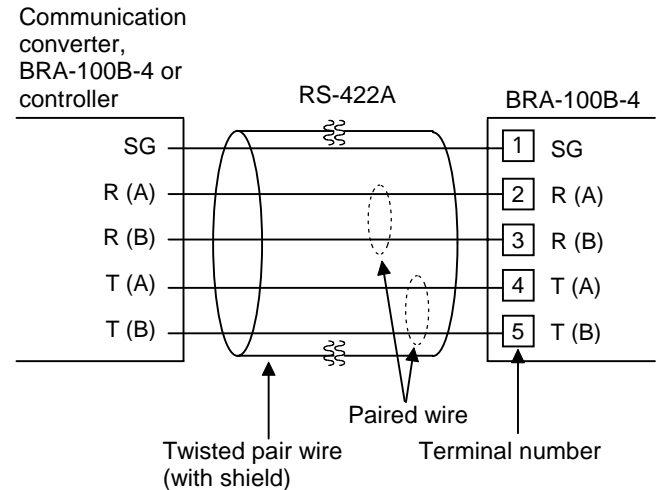 Communication
converter,
BRA-100B-4 or
controller
RS-422A
BRA-100B-4
SG
1
SG
R (A)
2
R (A)
R (B)
3
R (B)
T (A)
4
T (A)
T (B)
5
T (B)
Paired wire
Twisted pair wire
(with shield)
Terminal number